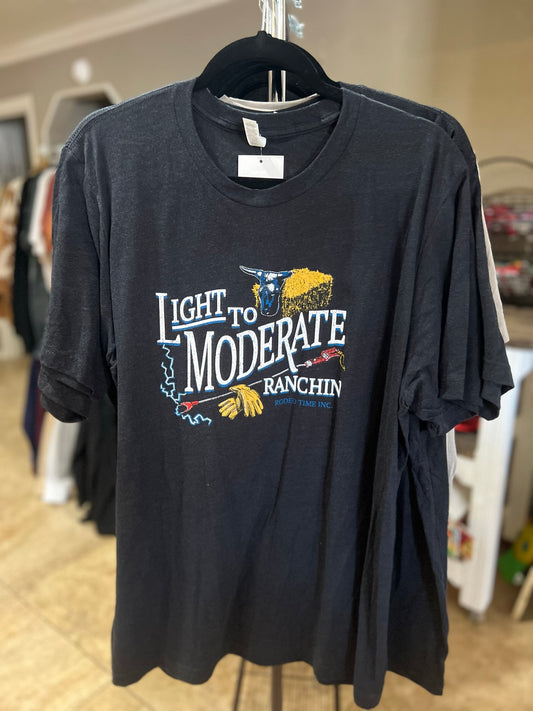 LIGHT TO
MODERATE
RANCHIN
RODEO TIME INC.